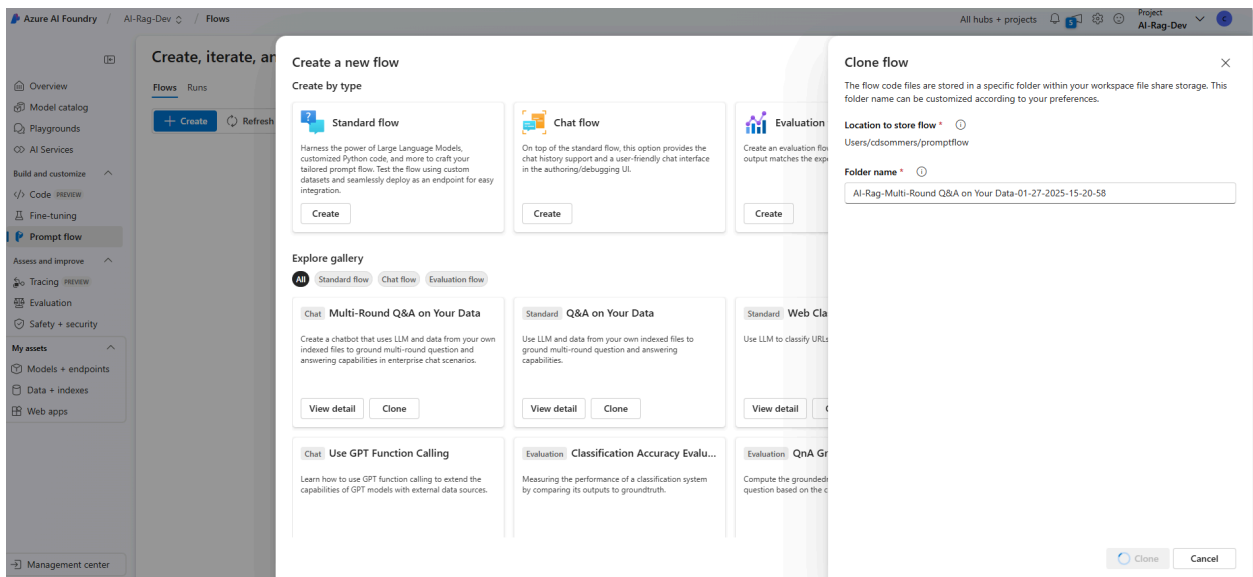 Azure AI Foundry / AI-Rag-Dev / Flows
All hubs + projects
5
Project
AI-Rag-Dev
C
Overview
Model catalog
Playgrounds
AI Services
Build and customize
Code PREVIEW
Fine-tuning
Prompt flow
Assess and improve
Tracing PREVIEW
Evaluation
Safety + security
My assets
Models + endpoints
Data + indexes
Web apps
Management center
Create, iterate, an
Flows Runs
Create Refresh
Create a new flow
Create by type
Standard flow
Harness the power of Large Language Models,
customized Python code, and more to craft your
tailored prompt flow. Test the flow using custom
datasets and seamlessly deploy as an endpoint for easy
integration.
Create
Chat flow
On top of the standard flow, this option provides the
chat history support and a user-friendly chat interface
in the authoring/debugging UI.
Create
Evaluation
Create an evaluation flo
output matches the exp
Create
Explore gallery
All Standard flow Chat flow Evaluation flow
Chat Multi-Round Q&A on Your Data
Create a chatbot that uses LLM and data from your own
indexed files to ground multi-round question and
answering capabilities in enterprise chat scenarios.
View detail Clone
Standard Q&A on Your Data
Use LLM and data from your own indexed files to
ground multi-round question and answering
capabilities.
View detail Clone
Standard Web Cla
Use LLM to classify URLs
View detail
Chat Use GPT Function Calling
Learn how to use GPT function calling to extend the
capabilities of GPT models with external data sources.
Evaluation Classification Accuracy Evalu...
Measuring the performance of a classification system
by comparing its outputs to groundtruth.
Evaluation QnA Gr
Compute the grounded
question based on the c
Clone flow
The flow code files are stored in a specific folder within your workspace file share storage. This
folder name can be customized according to your preferences.
Location to store flow *
Users/cdsommers/promptflow
Folder name *
AI-Rag-Multi-Round Q&A on Your Data-01-27-2025-15-20-58
Clone Cancel